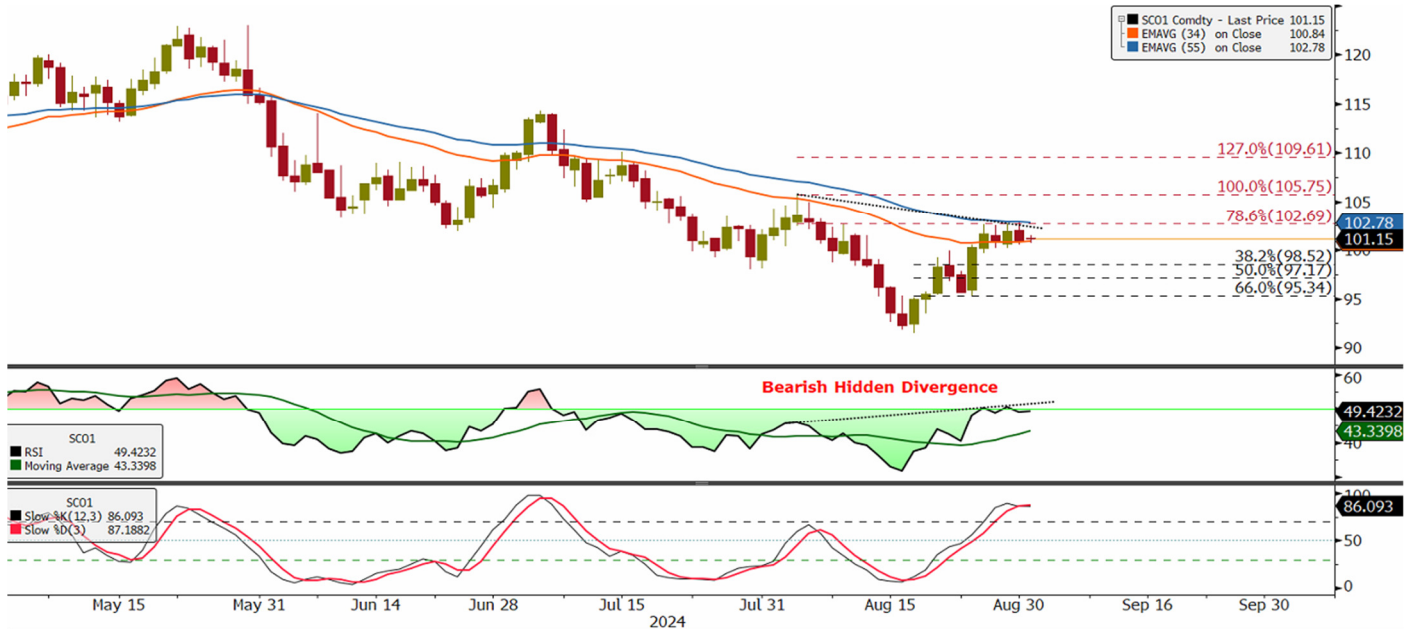 SCO1 Comdty - Last Price 101.15
EMAVG (34) on Close 100.84
EMAVG (55) on Close 102.78
120
115
110
105
100
95
90
127.0%(109.61)
100.0%(105.75)
78.6%(102.69)
102.78
101.15
38.2%(98.52)
50.0%(97.17)
66.0%(95.34)
Bearish Hidden Divergence
60
49.4232
43.3398
40
SCO1
RSI 49.4232
Moving Average 43.3398
SCO1
Slow %K(12,3) 86.093
Slow %D(3) 87.1882
100
86.093
50
0
May 15 May 31 Jun 14 Jun 28 Jul 15 Jul 31 Aug 15 Aug 30 Sep 16 Sep 30
2024